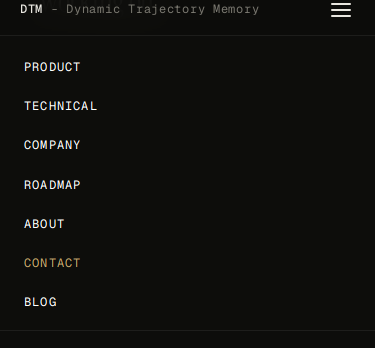 DTM – Dynamic Trajectory Memory
PRODUCT
TECHNICAL
COMPANY
ROADMAP
ABOUT
CONTACT
BLOG